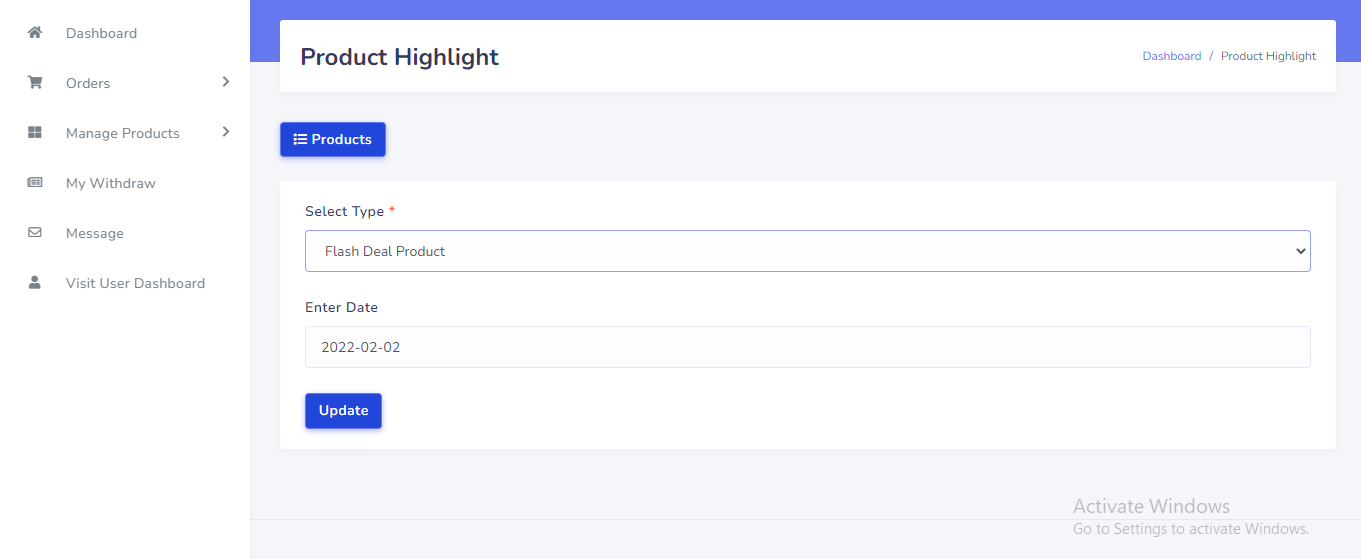 Dashboard
Orders
Manage Products
My Withdraw
Message
Visit User Dashboard
Product Highlight
Dashboard / Product Highlight
Products
Select Type *
Flash Deal Product
Enter Date
2022-02-02
Update
Activate Windows
Go to Settings to activate Windows.